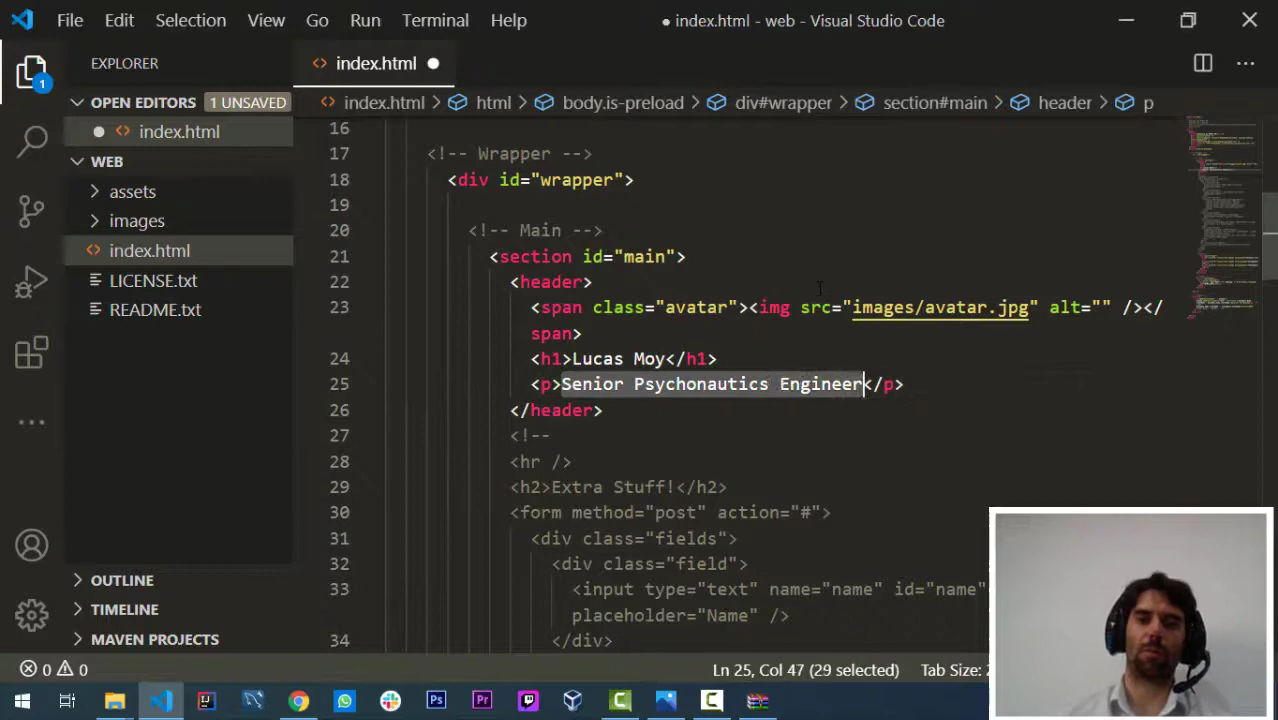 File Edit Selection View Go Run Terminal Help ● index.html - web - Visual Studio Code
EXPLORER
index.html
OPEN EDITORS 1 UNSAVED
index.html
index.html > html > body.is-preload > div#wrapper > section#main > header > p
WEB
assets
images
index.html
LICENSE.txt
README.txt
OUTLINE
TIMELINE
MAVEN PROJECTS
1
16
17 <!-- Wrapper -->
18 <div id="wrapper">
19
20 <!-- Main -->
21 <section id="main">
22 <header>
23 <span class="avatar"><img src="images/avatar.jpg" alt="" /></
span>
24 <h1>Lucas Moy</h1>
25 <p>Senior Psychonautics Engineer</p>
26 </header>
27 <!--
28 <hr />
29 <h2>Extra Stuff!</h2>
30 <form method="post" action="#">
31 <div class="fields">
32 <div class="field">
33 <input type="text" name="name" id="name"
placeholder="Name" />
34 </div>
0 0 Ln 25, Col 47 (29 selected) Tab Size:
Ps Pr